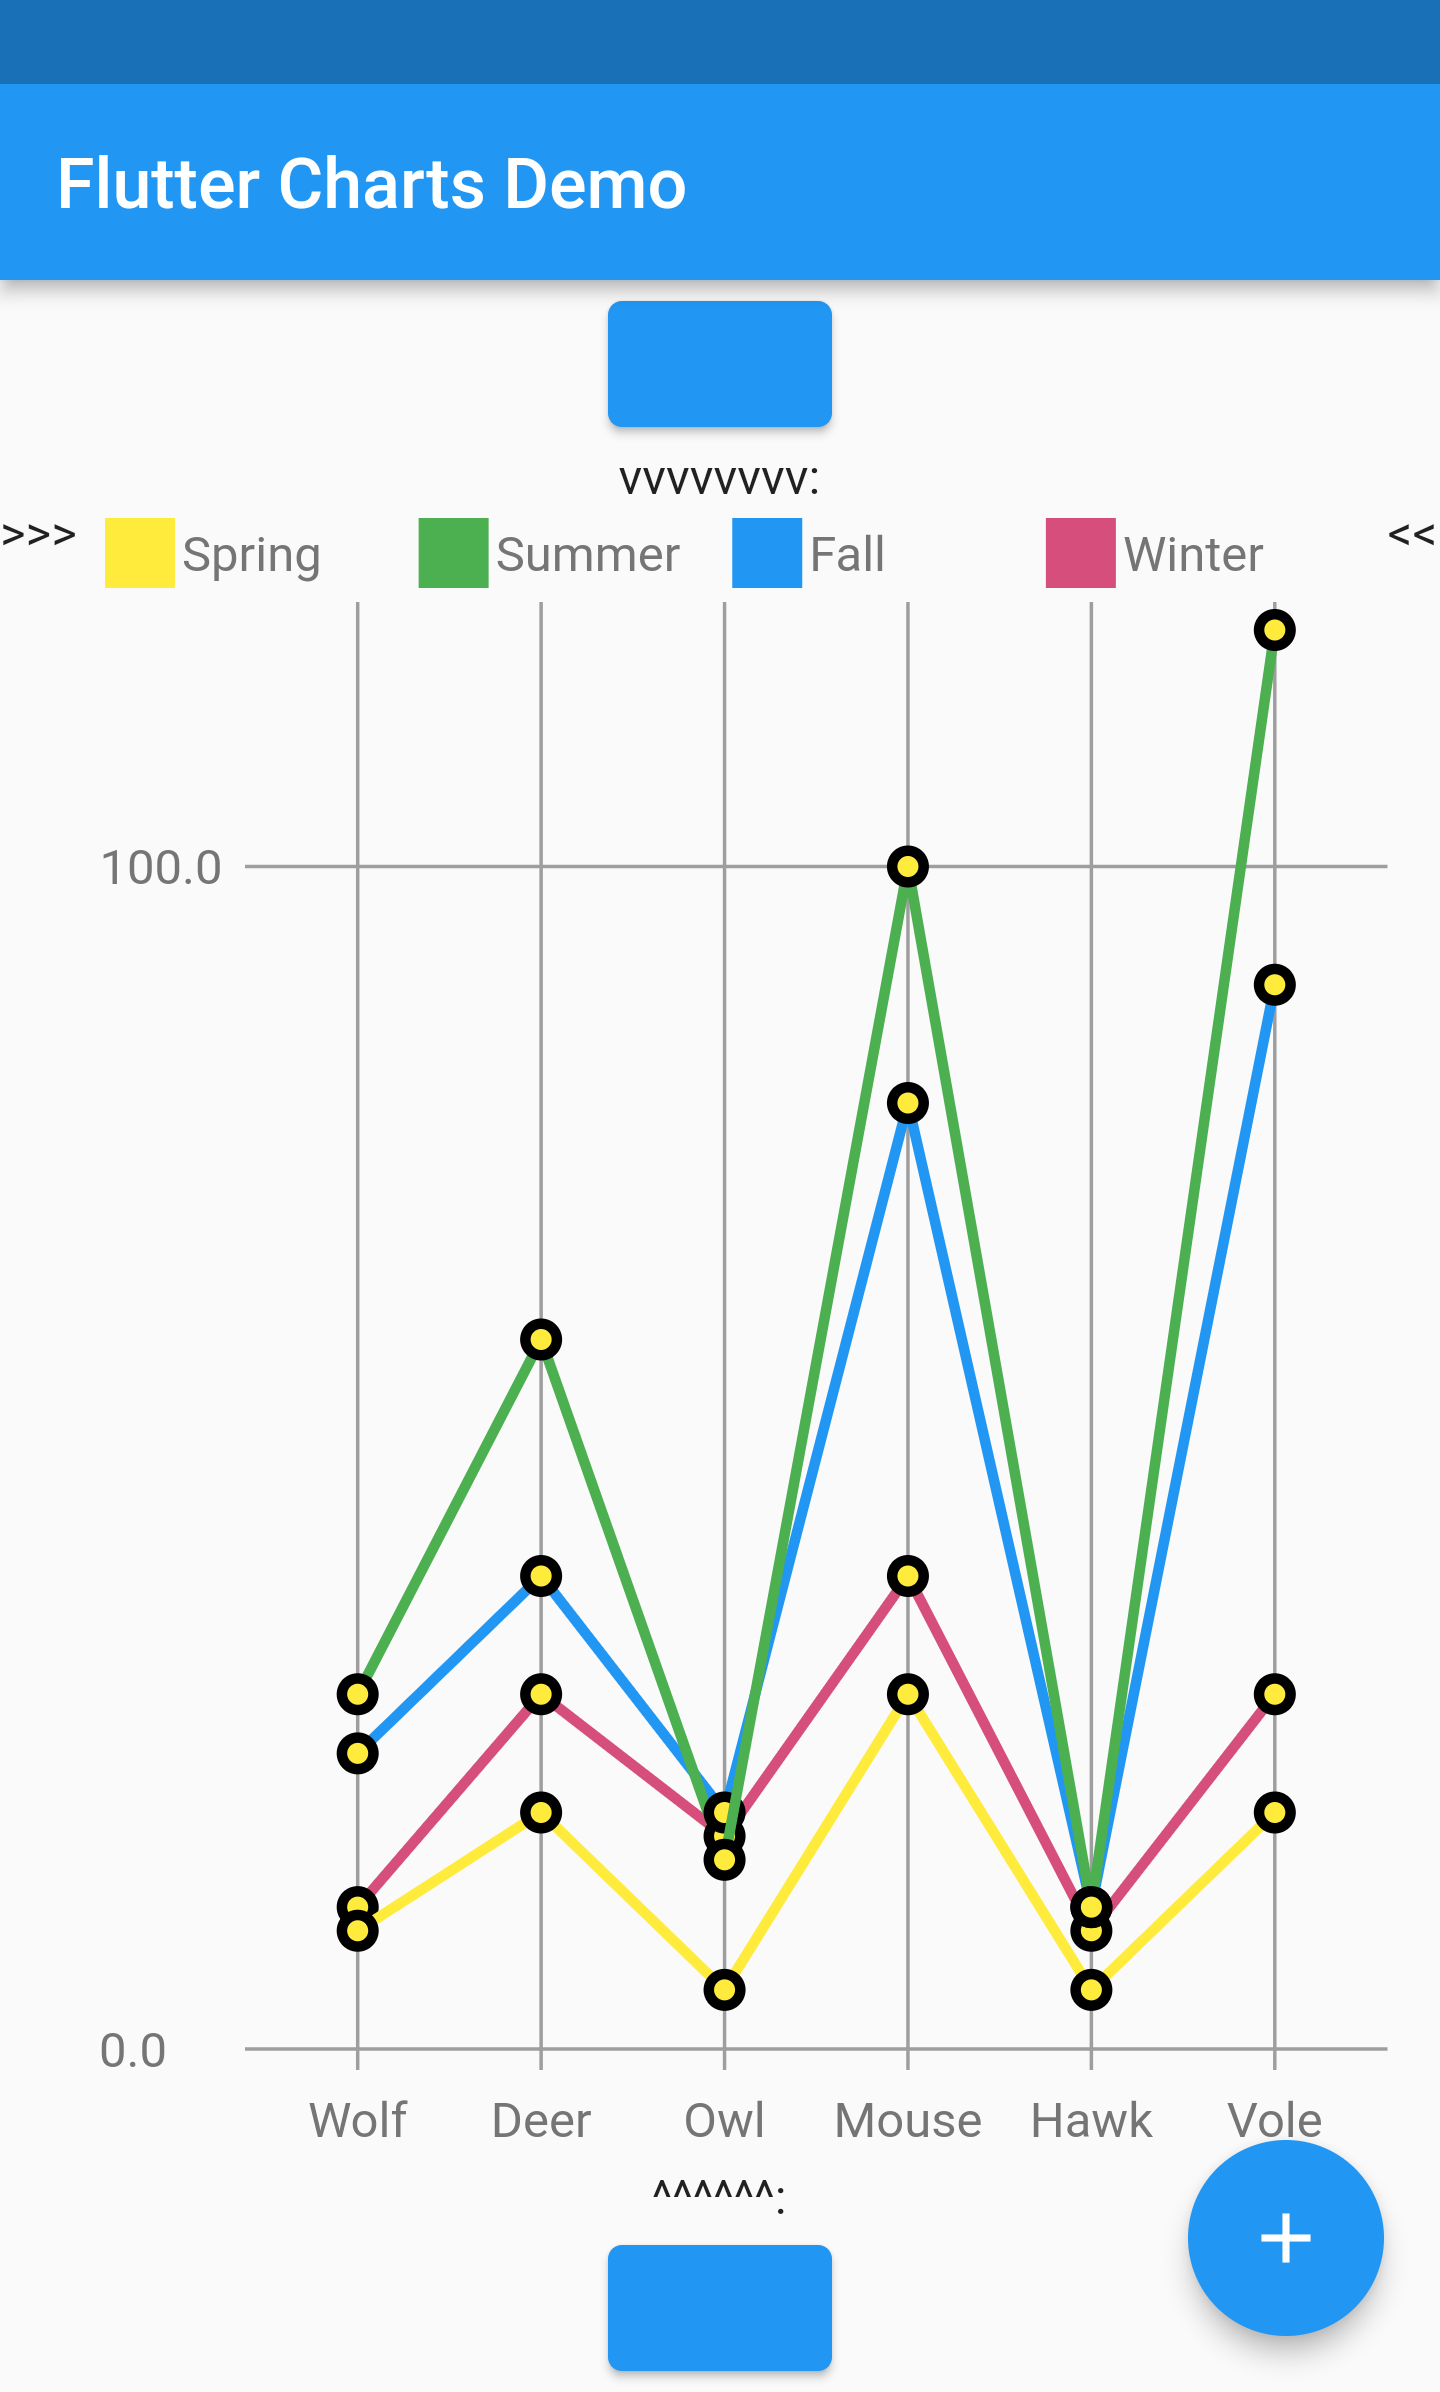 Flutter Charts Demo
vvvvvvvv:
>>> Spring Summer Fall Winter <<
100.0
0.0
Wolf Deer Owl Mouse Hawk Vole
^^^^^^:
+